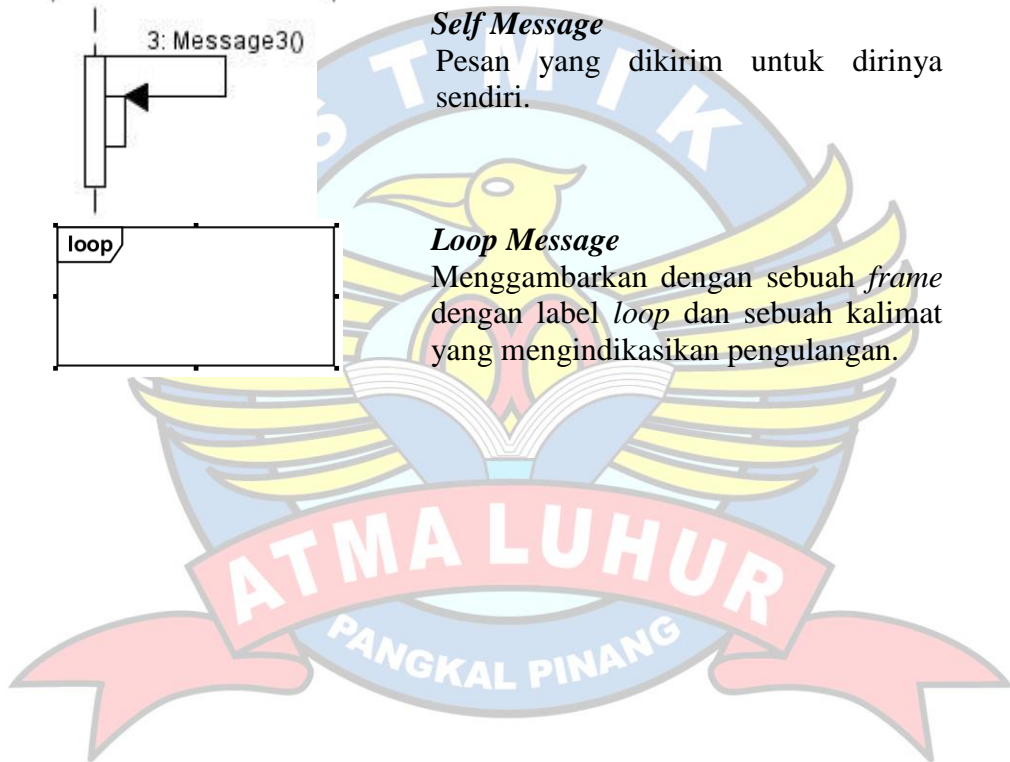 3: Message3()
Self Message
Pesan yang dikirim untuk dirinya
sendiri.
loop
Loop Message
Menggambarkan dengan sebuah frame
dengan label loop dan sebuah kalimat
yang mengindikasikan pengulangan.
STMIK
ATMA LUHUR
PANGKAL PINANG